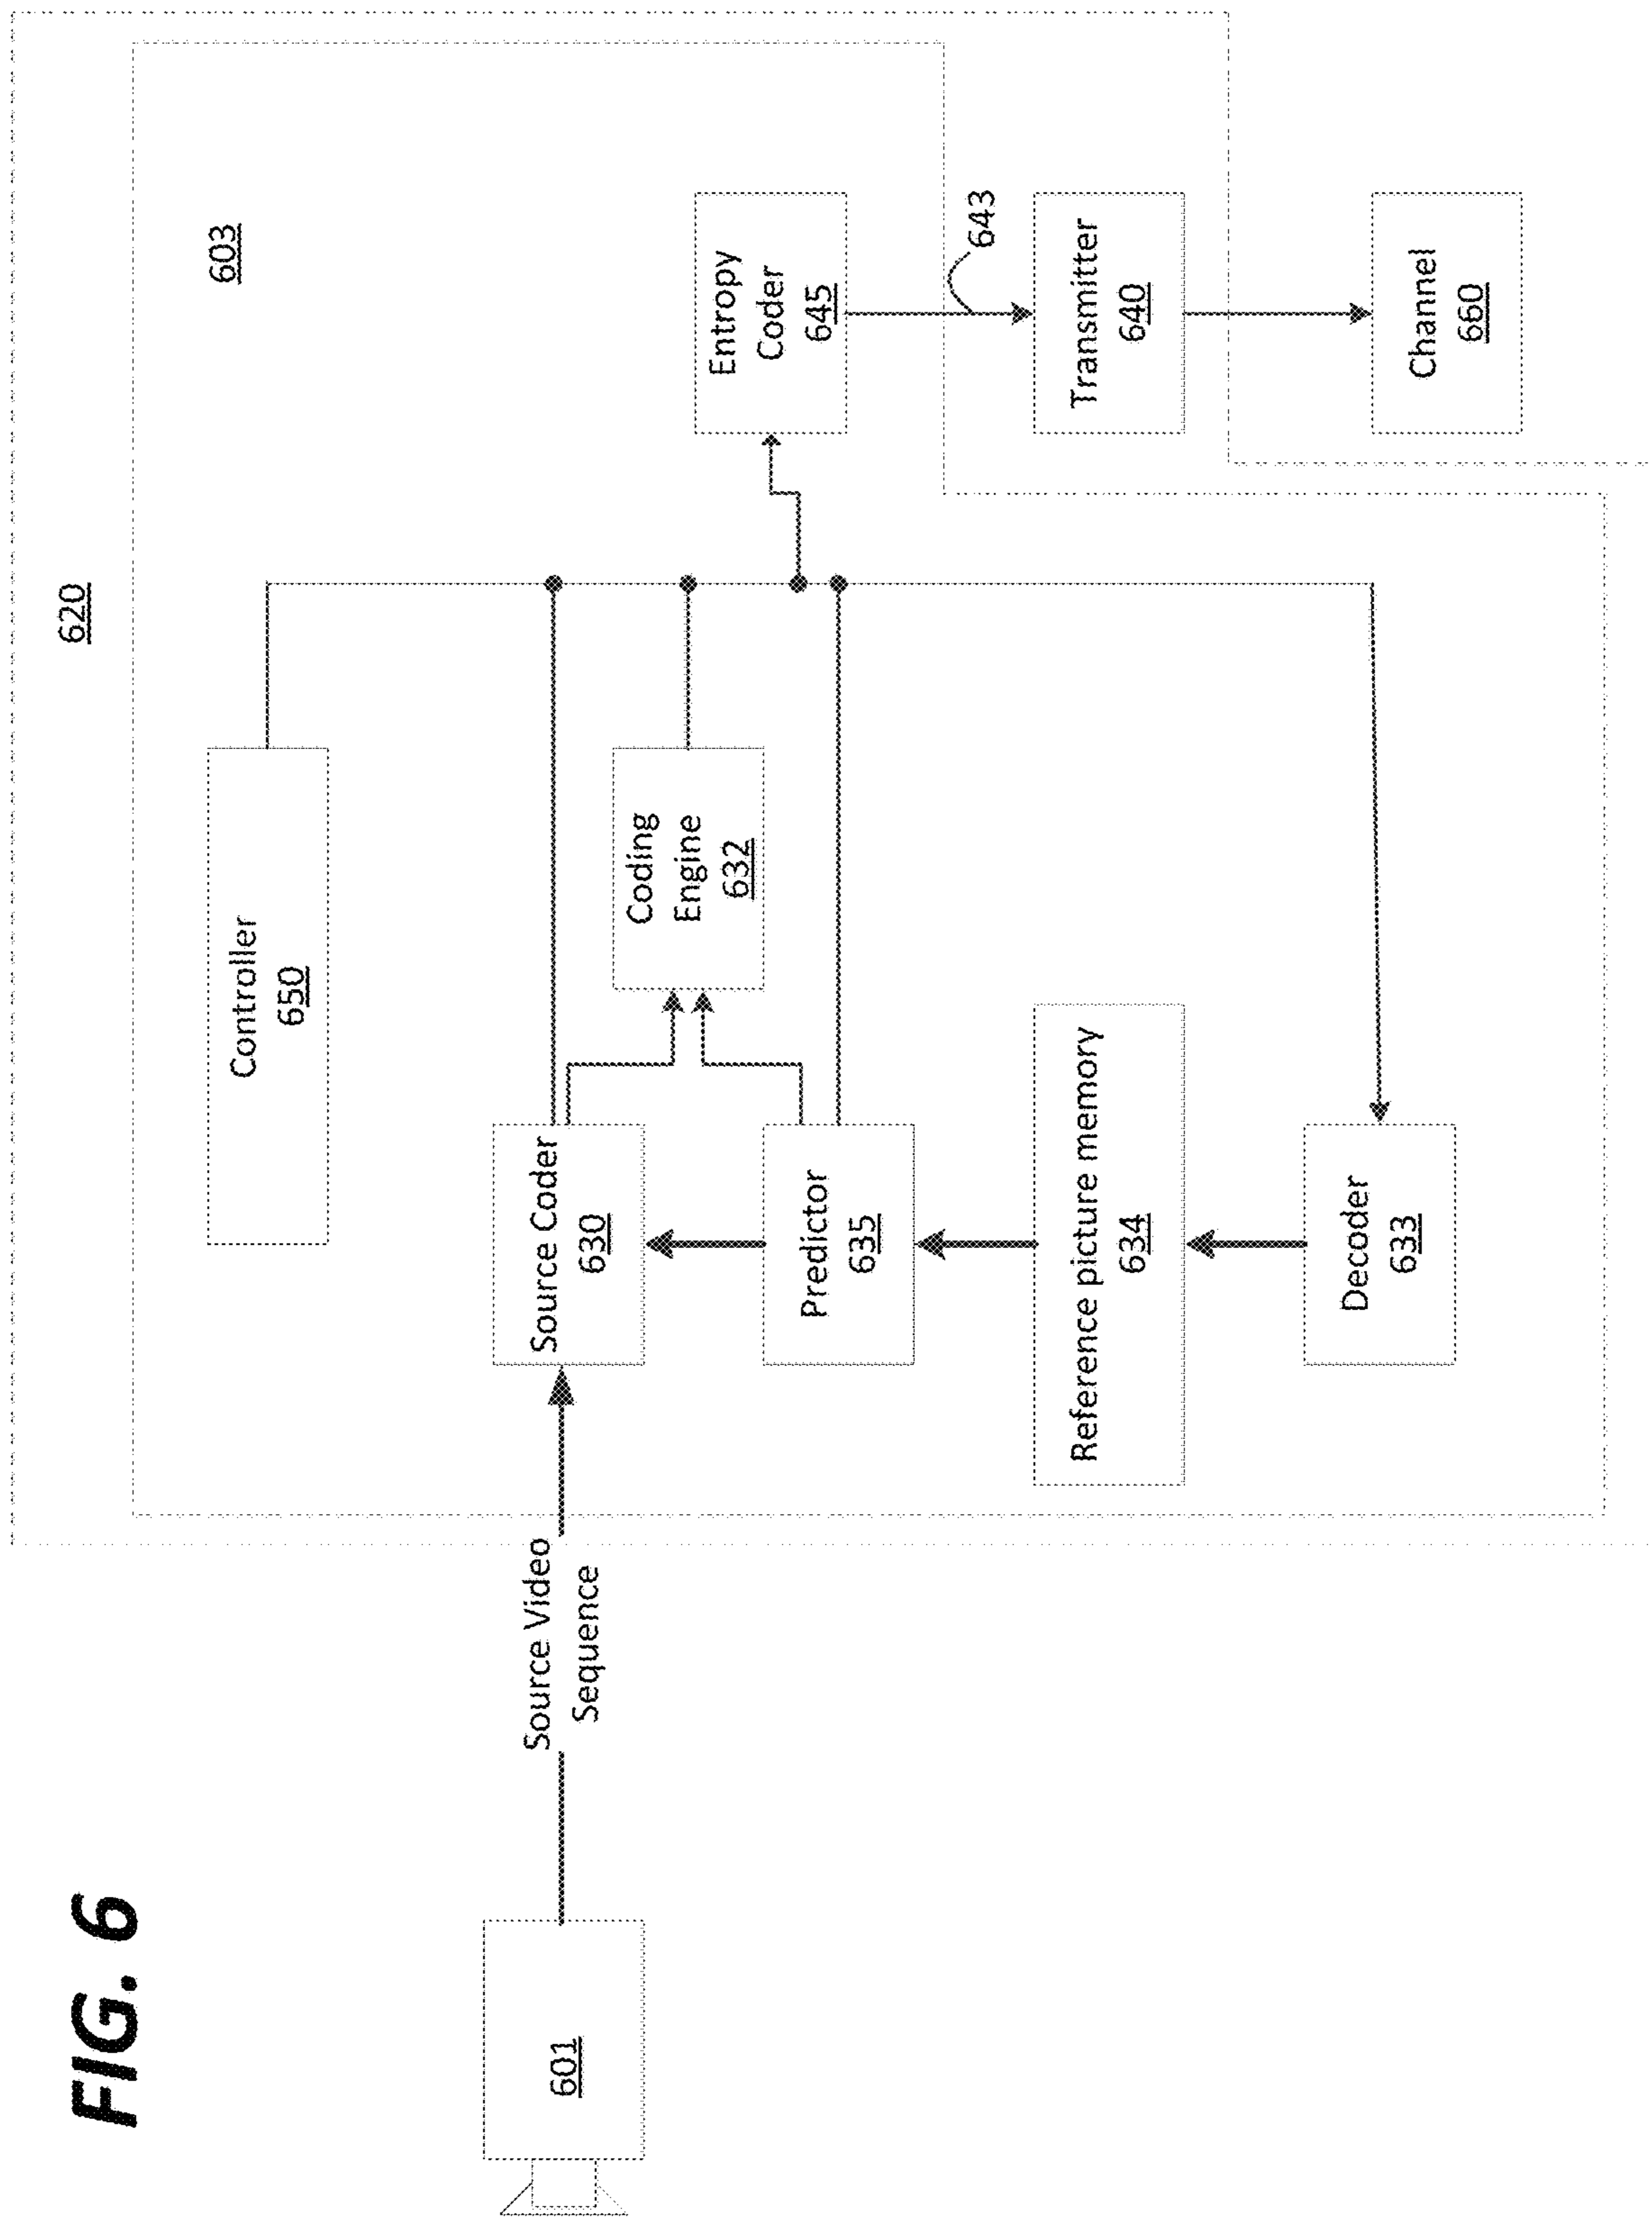 FIG. 6
620
603
Controller
650
601
Source Video
Sequence
Source Coder
630
Coding
Engine
632
Entropy
Coder
645
Predictor
635
643
Reference picture memory
634
Transmitter
640
Decoder
633
Channel
660